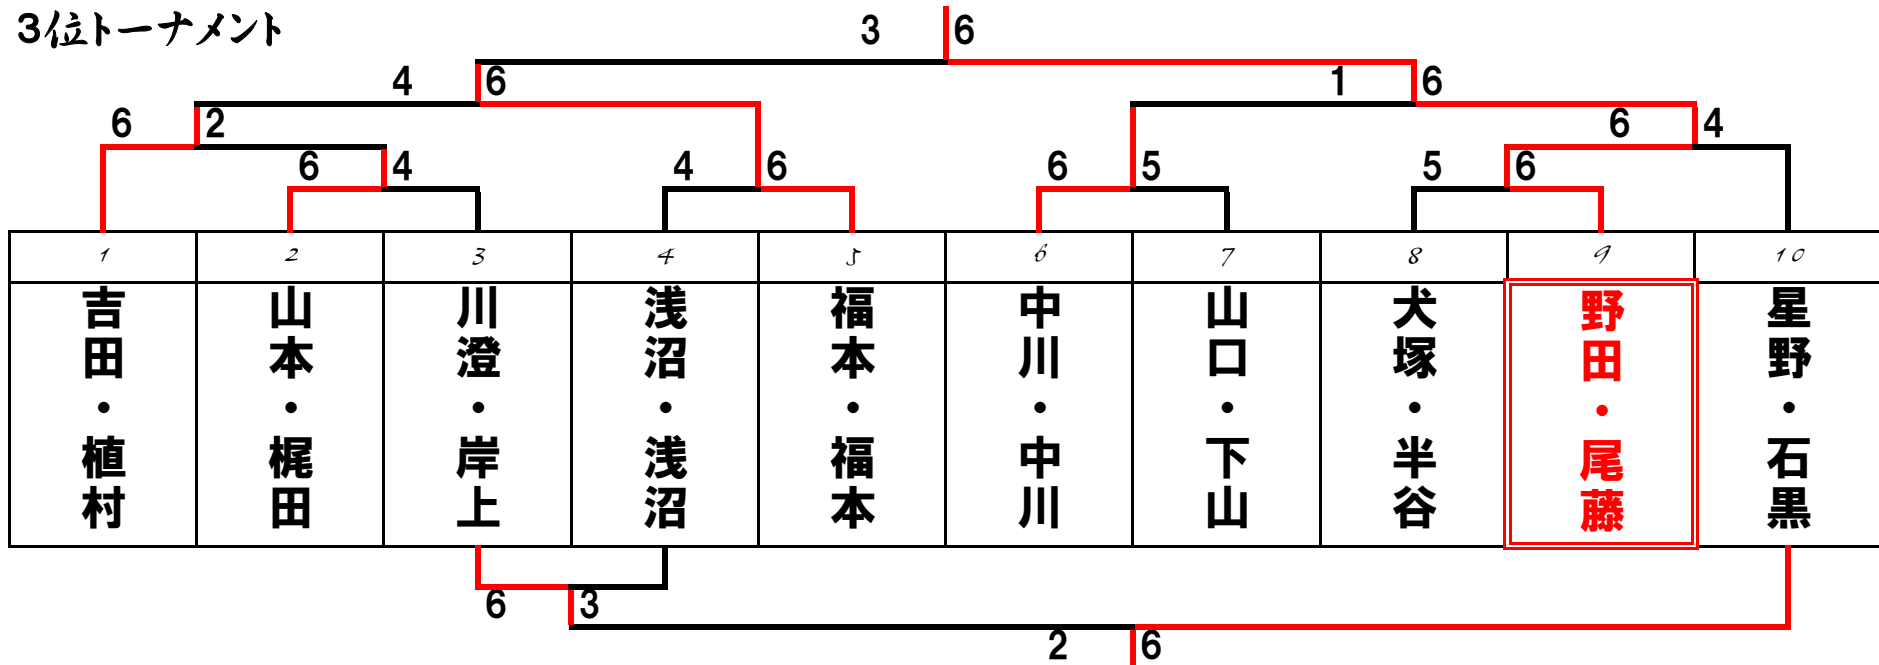 3位トーナメント
3 6
4 6 1 6
6 2 6 4
6 4 4 6 6 5 5 6
1 2 3 4 5 6 7 8 9 10
吉田・植村
山本・梶田
川澄・岸上
浅沼・浅沼
福本・福本
中川・中川
山口・下山
犬塚・半谷
野田・尾藤
星野・石黒
6 3
2 6